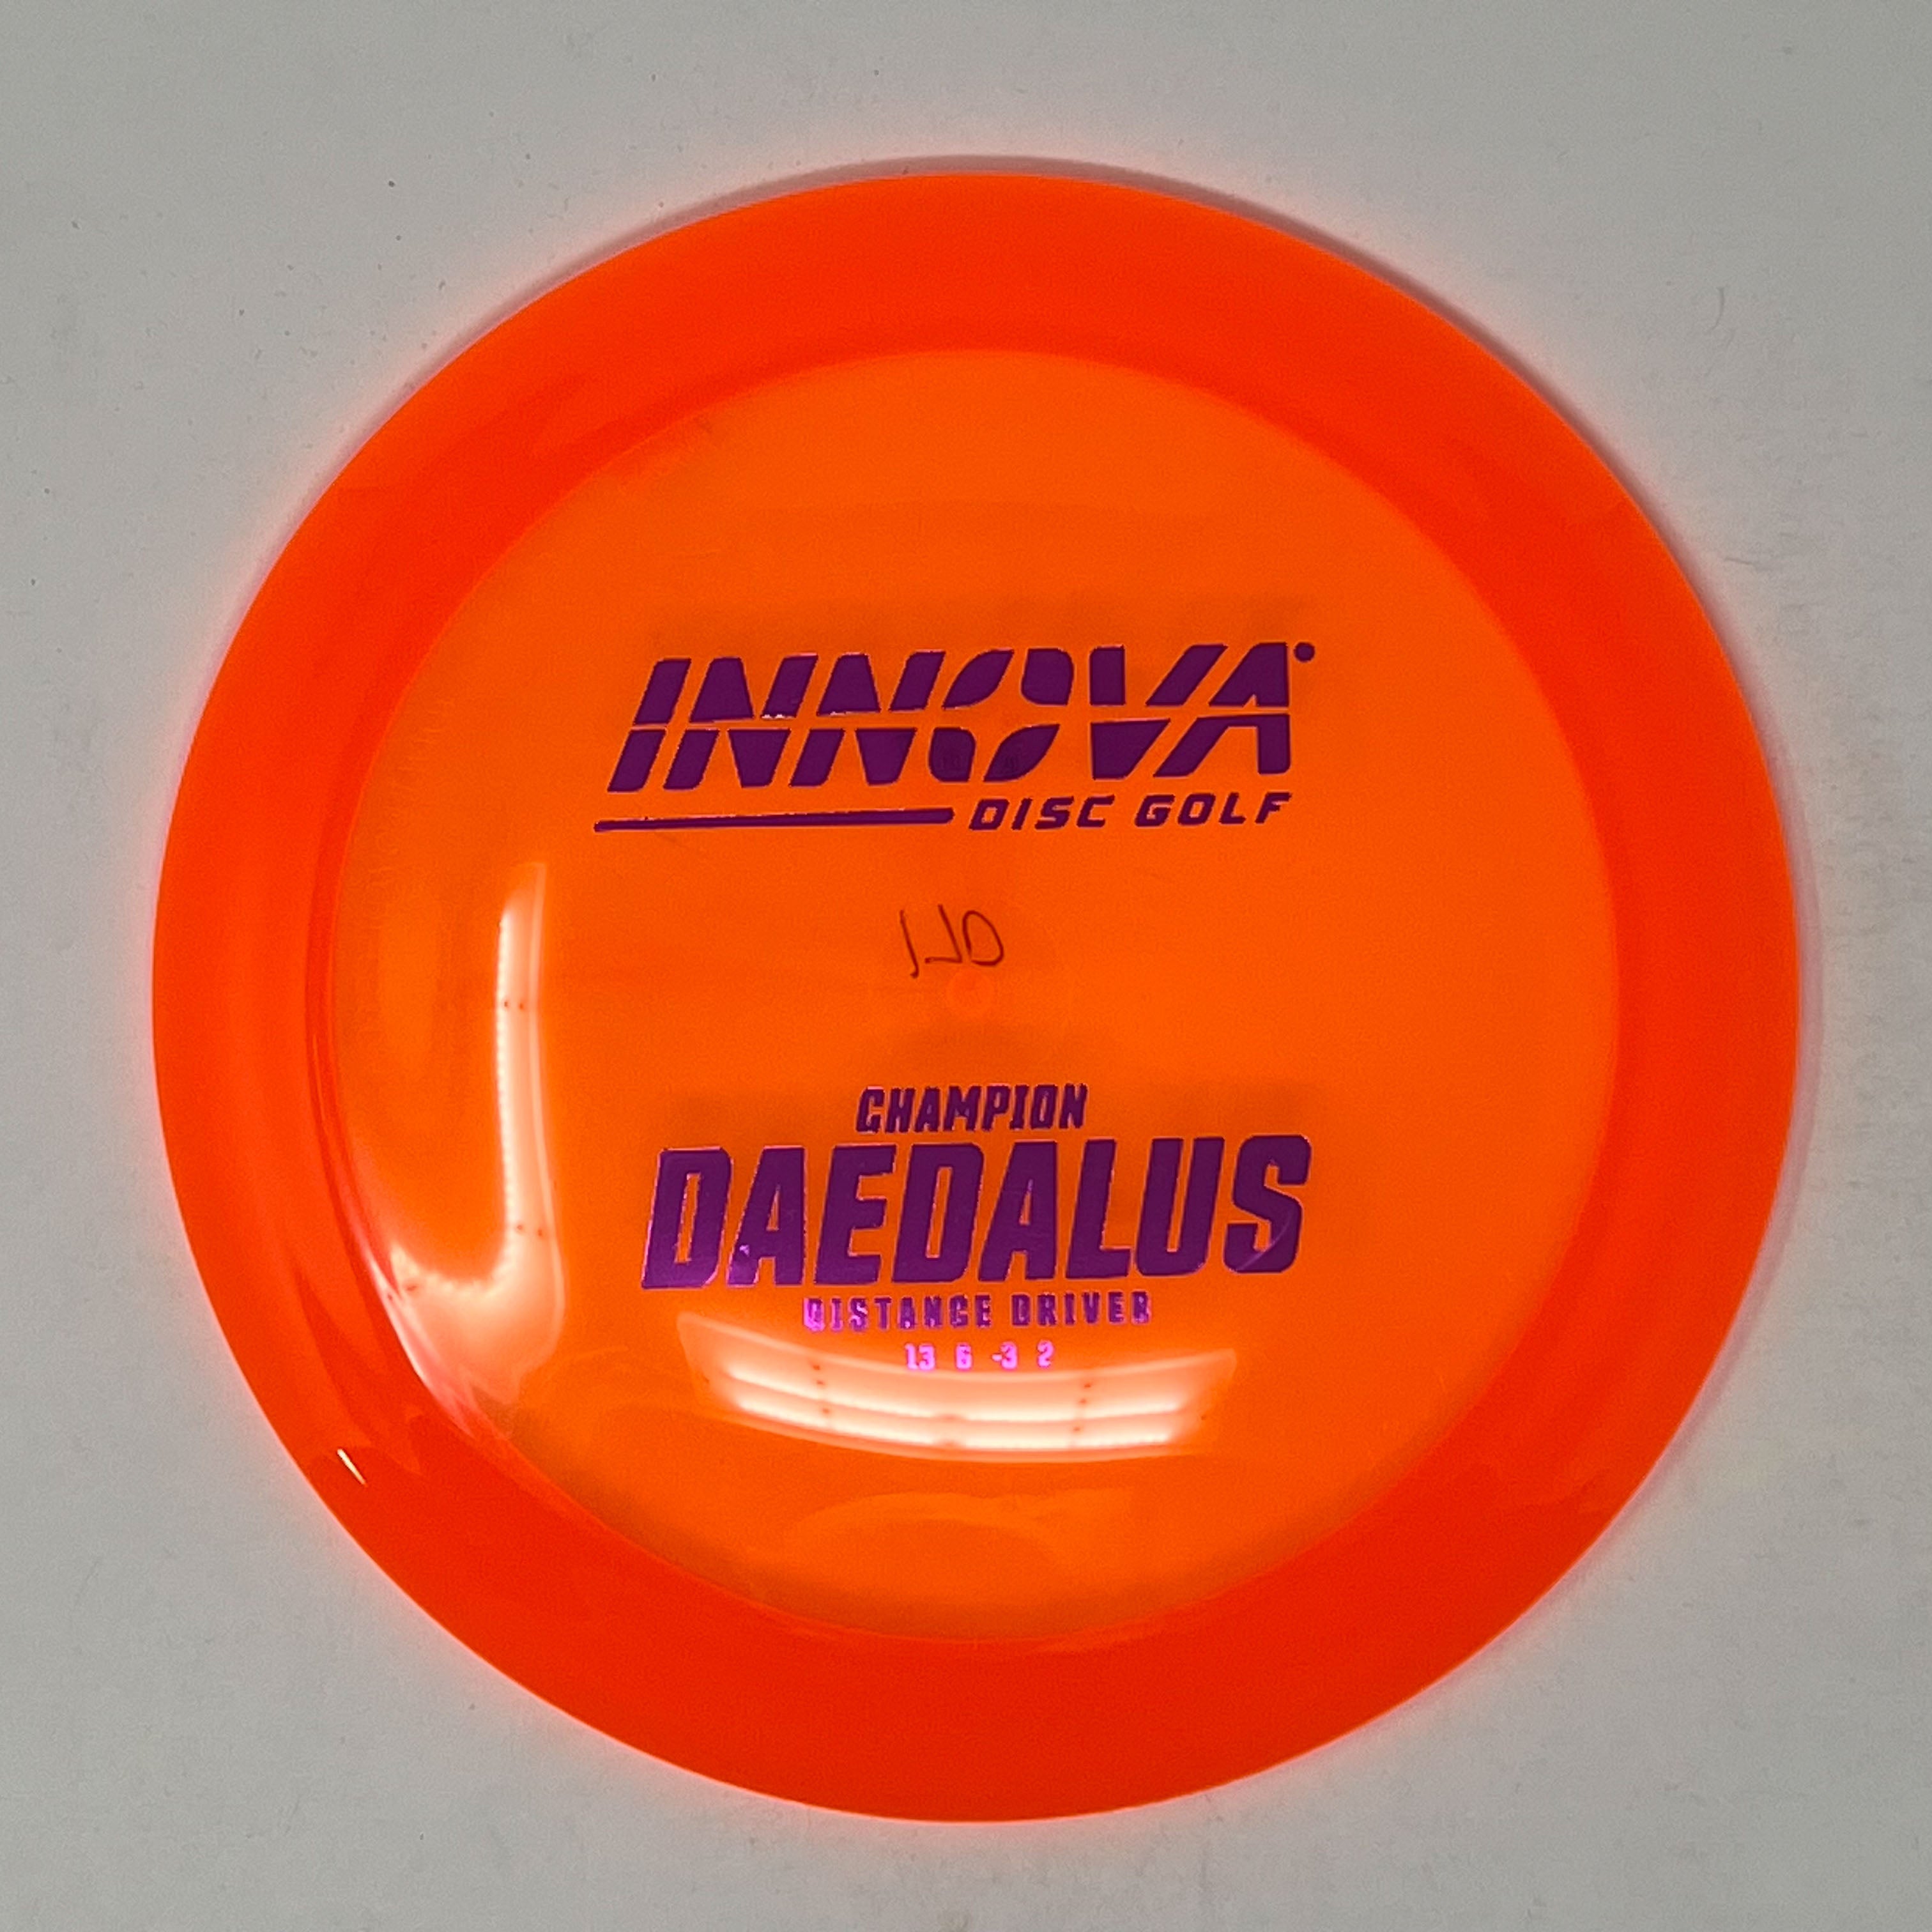 INNOVA
DISC GOLF
170
CHAMPION
DAEDALUS
DISTANCE DRIVER
13 6 -3 2